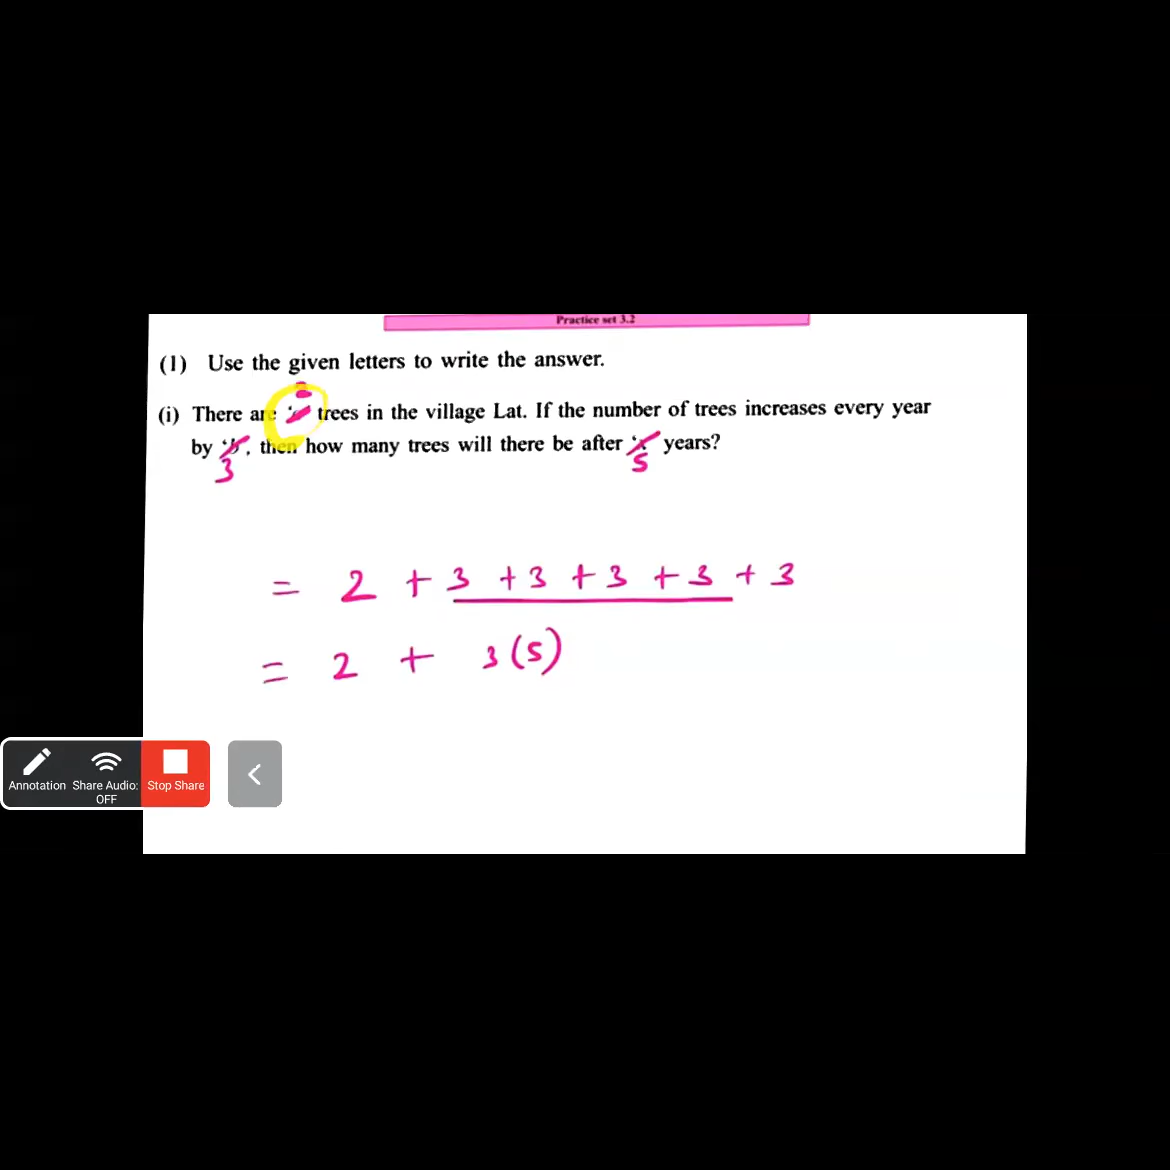 Practice set 3.2
(1) Use the given letters to write the answer.
2
(i) There are trees in the village Lat. If the number of trees increases every year
by 'b', then how many trees will there be after 'x' years?
3 5
= 2 + 3 + 3 + 3 + 3 + 3
= 2 + 3(5)
Annotation Share Audio: OFF Stop Share